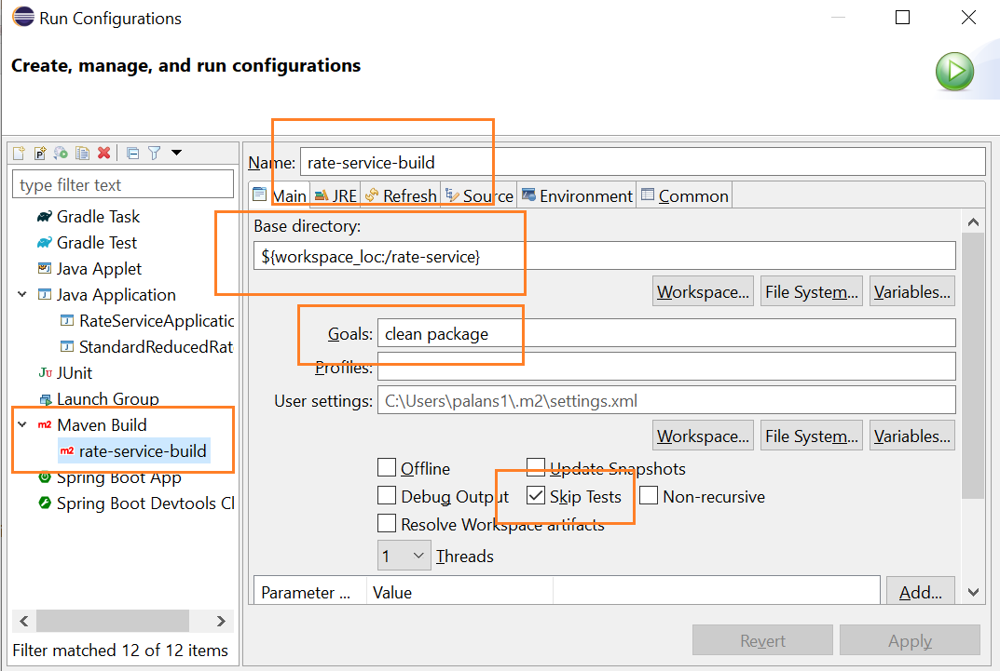 Run Configurations
Create, manage, and run configurations
type filter text
Gradle Task
Gradle Test
Java Applet
Java Application
RateServiceApplicatic
StandardReducedRat
Ju JUnit
Launch Group
m2 Maven Build
m2 rate-service-build
Spring Boot App
Spring Boot Devtools Cl
Filter matched 12 of 12 items
Name: rate-service-build
Main JRE Refresh Source Environment Common
Base directory:
${workspace_loc:/rate-service}
Workspace... File System... Variables...
Goals: clean package
Profiles:
User settings: C:\Users\palans1\.m2\settings.xml
Workspace... File System... Variables...
Offline Update Snapshots
Debug Output Skip Tests Non-recursive
Resolve Workspace artifacts
1 Threads
Parameter ... Value Add...
Revert Apply